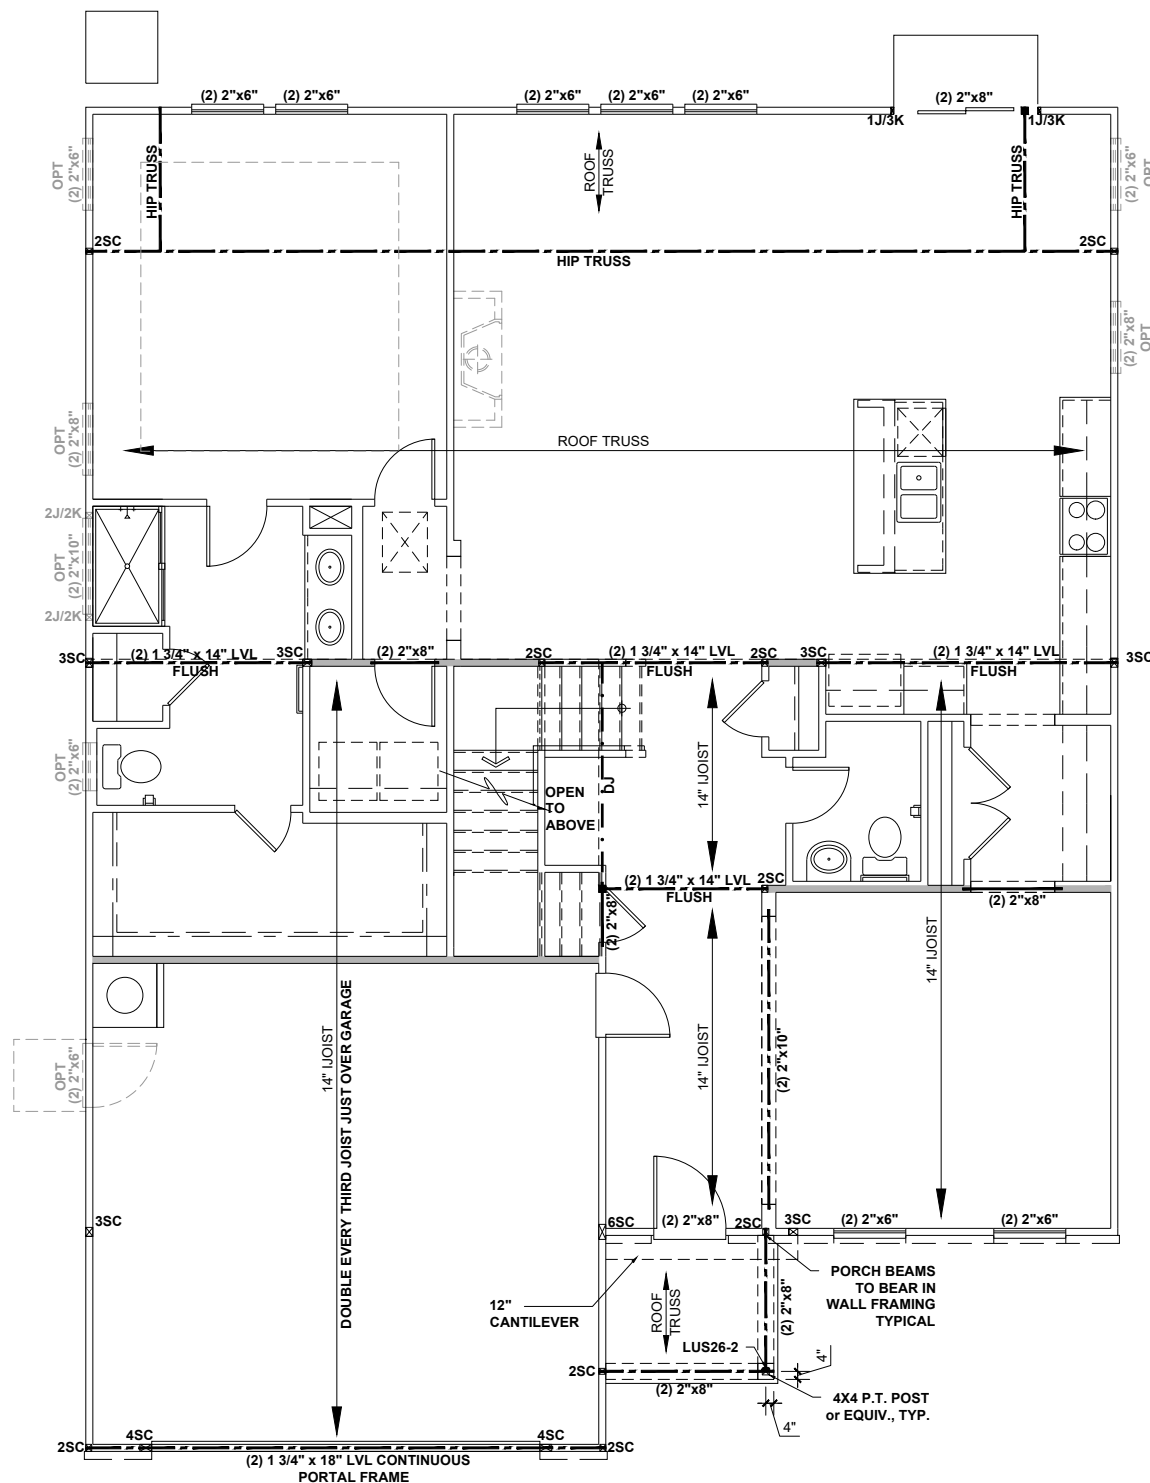 (2) 2"x6"
(2) 2"x6"
(2) 2"x6"
(2) 2"x6"
(2) 2"x6"
(2) 2"x8"
1J/3K
1J/3K
OPT
(2) 2"x6"
HIP TRUSS
ROOF
TRUSS
HIP TRUSS
(2) 2"x6"
OPT
2SC
2SC
HIP TRUSS
(2) 2"x8"
OPT
OPT
(2) 2"x8"
ROOF TRUSS
2J/2K
OPT
(2) 2"x10"
2J/2K
3SC
(2) 1 3/4" x 14" LVL
FLUSH
3SC
(2) 2"x8"
2SC
(2) 1 3/4" x 14" LVL
FLUSH
2SC
3SC
(2) 1 3/4" x 14" LVL
FLUSH
3SC
OPT
(2) 2"x6"
14" IJOIST
DJ
OPEN
TO
ABOVE
(2) 1 3/4" x 14" LVL
FLUSH
2SC
(2) 2"x8"
(2) 2"x8"
14" IJOIST
14" IJOIST
(2) 2"x10"
14" IJOIST
DOUBLE EVERY THIRD JOIST JUST OVER GARAGE
OPT
(2) 2"x6"
3SC
6SC
(2) 2"x8"
2SC
3SC
(2) 2"x6"
(2) 2"x6"
PORCH BEAMS
TO BEAR IN
WALL FRAMING
TYPICAL
12"
CANTILEVER
ROOF
TRUSS
(2) 2"x8"
LUS26-2
4"
2SC
(2) 2"x8"
4X4 P.T. POST
or EQUIV., TYP.
4"
2SC
4SC
4SC
2SC
(2) 1 3/4" x 18" LVL CONTINUOUS
PORTAL FRAME